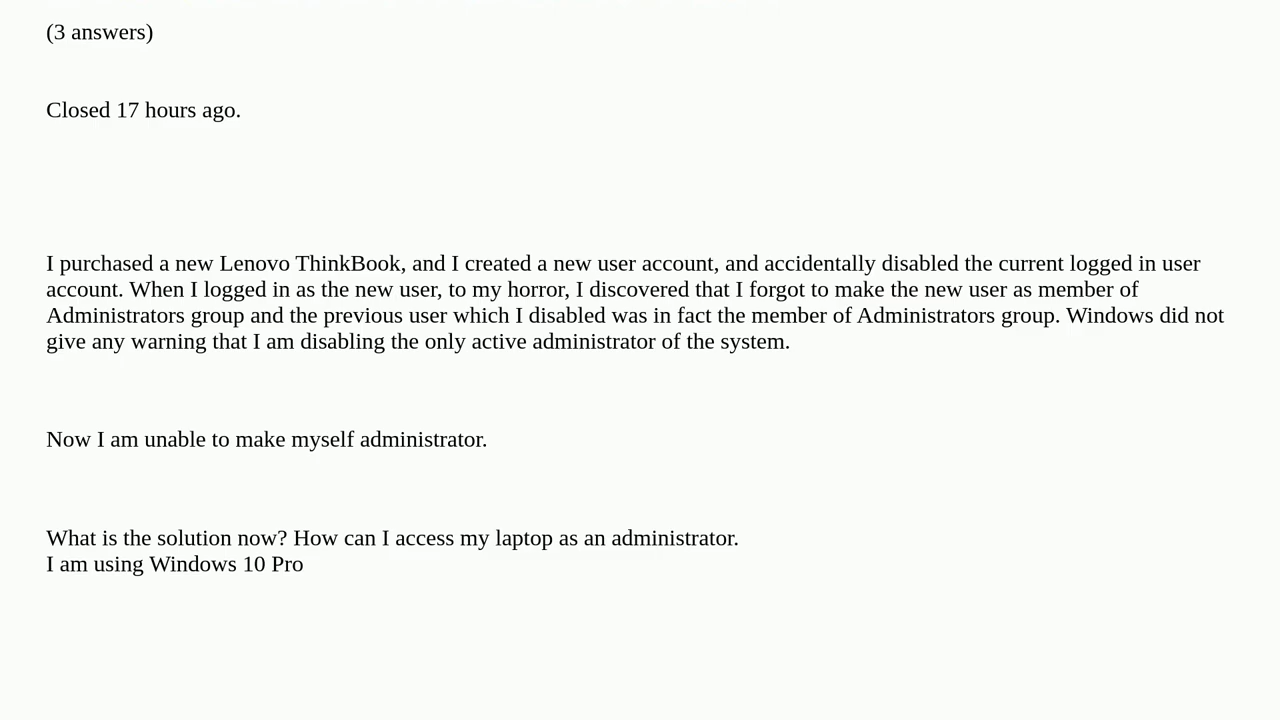 (3 answers)
Closed 17 hours ago.
I purchased a new Lenovo ThinkBook, and I created a new user account, and accidentally disabled the current logged in user
account. When I logged in as the new user, to my horror, I discovered that I forgot to make the new user as member of
Administrators group and the previous user which I disabled was in fact the member of Administrators group. Windows did not
give any warning that I am disabling the only active administrator of the system.
Now I am unable to make myself administrator.
What is the solution now? How can I access my laptop as an administrator.
I am using Windows 10 Pro